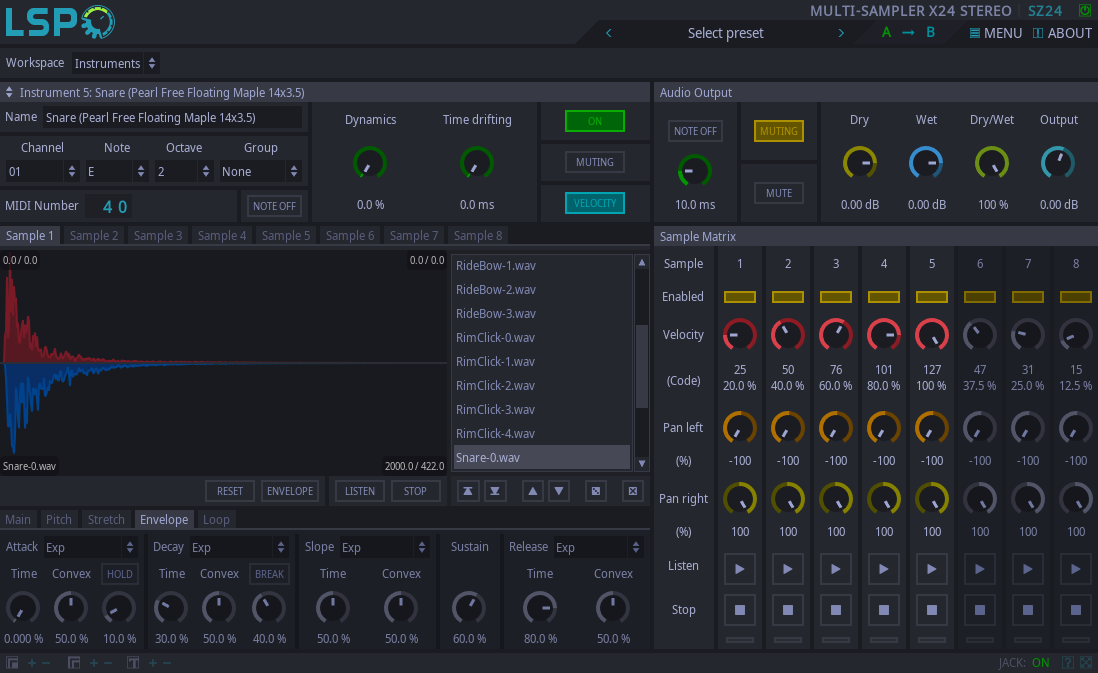 LSP
MULTI-SAMPLER X24 STEREO SZ24
Select preset A B MENU ABOUT
Workspace Instruments
Instrument 5: Snare (Pearl Free Floating Maple 14x3.5)
Name Snare (Pearl Free Floating Maple 14x3.5)
Channel Note Octave Group
01 E 2 None
MIDI Number 40 NOTE OFF
Dynamics Time drifting
0.0 % 0.0 ms
ON
MUTING
VELOCITY
Audio Output
NOTE OFF
10.0 ms
MUTING
MUTE
Dry Wet Dry/Wet Output
0.00 dB 0.00 dB 100 % 0.00 dB
Sample 1 Sample 2 Sample 3 Sample 4 Sample 5 Sample 6 Sample 7 Sample 8
0.0 / 0.0 0.0 / 0.0
Snare-0.wav 2000.0 / 422.0
RideBow-1.wav
RideBow-2.wav
RideBow-3.wav
RimClick-0.wav
RimClick-1.wav
RimClick-2.wav
RimClick-3.wav
RimClick-4.wav
Snare-0.wav
RESET ENVELOPE LISTEN STOP
Main Pitch Stretch Envelope Loop
Attack Exp Decay Exp Slope Exp Sustain Release Exp
Time Convex HOLD Time Convex BREAK Time Convex Time Convex
0.000 % 50.0 % 10.0 % 30.0 % 50.0 % 40.0 % 50.0 % 50.0 % 60.0 % 80.0 % 50.0 %
Sample Matrix
Sample 1 2 3 4 5 6 7 8
Enabled
Velocity
(Code) 25 50 76 101 127 47 31 15
20.0 % 40.0 % 60.0 % 80.0 % 100 % 37.5 % 25.0 % 12.5 %
Pan left
(%) -100 -100 -100 -100 -100 -100 -100 -100
Pan right
(%) 100 100 100 100 100 100 100 100
Listen
Stop
JACK: ON